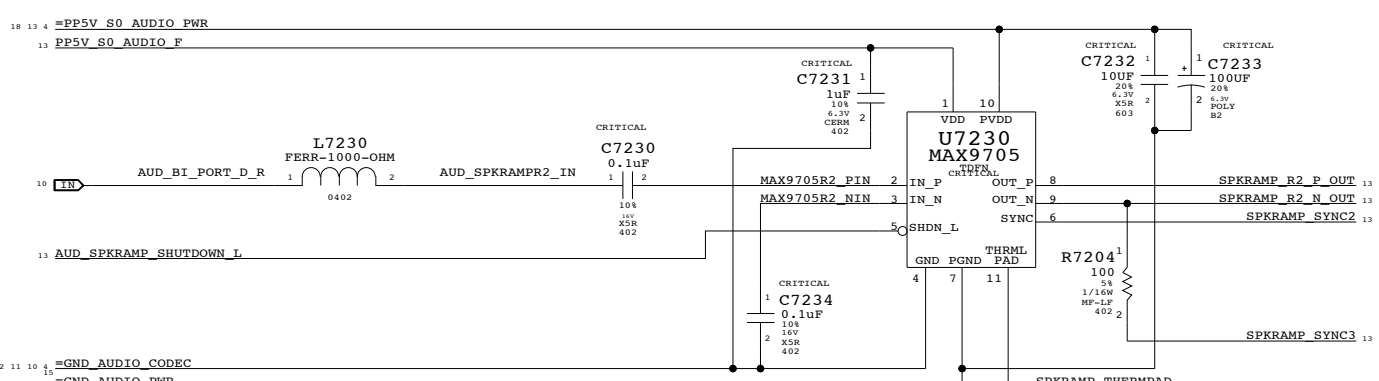 18 13 4 =PP5V_S0_AUDIO_PWR
13 PP5V_S0_AUDIO_F
CRITICAL
C7231 1
1uF
10%
6.3V
CERM 2
402
CRITICAL
C7232 1
10UF
20%
6.3V
X5R 2
603
CRITICAL
+ 1 C7233
100UF
20%
2 6.3V
POLY
B2
1 10
VDD PVDD
U7230
MAX9705
TDFN
CRITICAL
L7230
FERR-1000-OHM
1 2
0402
CRITICAL
C7230
0.1uF
1 2
10%
16V
X5R
402
10 IN AUD_BI_PORT_D_R
AUD_SPKRAMPR2_IN
MAX9705R2_PIN 2 IN_P
MAX9705R2_NIN 3 IN_N
5 SHDN_L
OUT_P 8 SPKRAMP_R2_P_OUT 13
OUT_N 9 SPKRAMP_R2_N_OUT 13
SYNC 6 SPKRAMP_SYNC2 13
13 AUD_SPKRAMP_SHUTDOWN_L
THRML
GND PGND PAD
4 7 11
R7204 1
100
5%
1/16W
MF-LF
402 2
CRITICAL
1 C7234
0.1uF
10%
16V
2 X5R
402
SPKRAMP_SYNC3 13
2 11 10 4 =GND_AUDIO_CODEC
15
=GND_AUDIO_PWR
SPKRAMP_THERMPAD